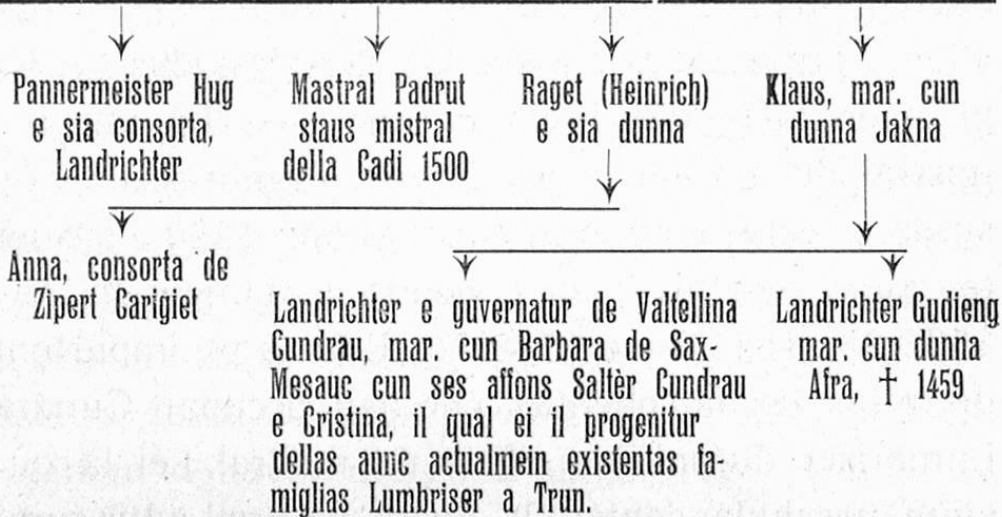 Pannermeister Hug
e sia consorta,
Landrichter
Mastral Padrut
staus mistral
della Cadi 1500
Raget (Heinrich)
e sia dunna
Klaus, mar. cun
dunna Jakna
Anna, consorta de
Zipert Carigiet
Landrichter e guvernatur de Valtellina
Cundrau, mar. cun Barbara de Sax-
Mesauc cun ses affons Saltèr Cundrau
e Cristina, il qual ei il progenitur
dellas aunc actualmein existentas fa-
miglias Lumbriser a Trun.
Landrichter Gudieng
mar. cun dunna
Afra, † 1459